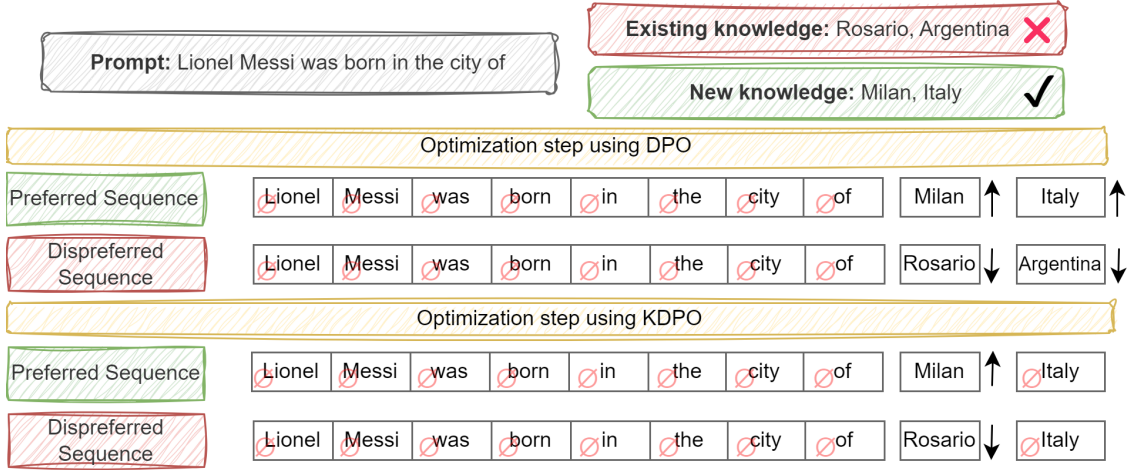 Prompt: Lionel Messi was born in the city of
Existing knowledge: Rosario, Argentina
New knowledge: Milan, Italy
Optimization step using DPO
Preferred Sequence Lionel Messi was born in the city of Milan Italy
Dispreferred
Sequence
Lionel Messi was born in the city of Rosario Argentina
Optimization step using KDPO
Preferred Sequence Lionel Messi was born in the city of Milan Italy
Dispreferred
Sequence
Lionel Messi was born in the city of Rosario Italy